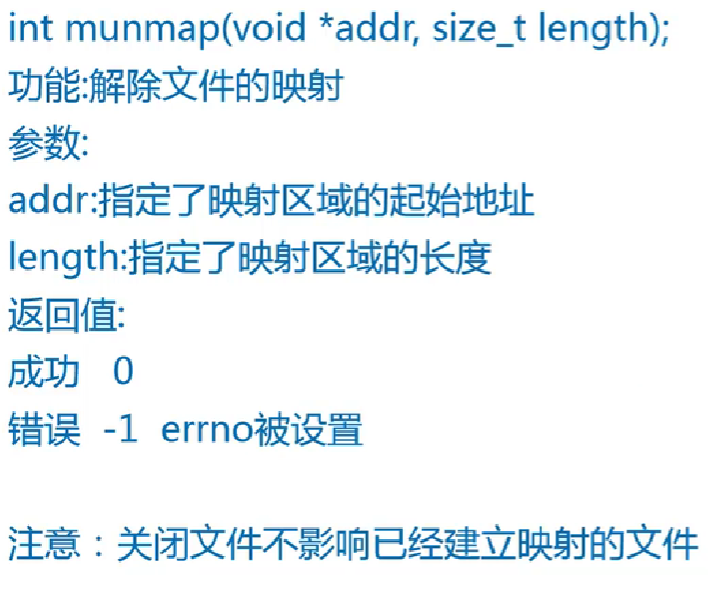 int munmap(void *addr, size_t length);
功能:解除文件的映射
参数:
addr:指定了映射区域的起始地址
length:指定了映射区域的长度
返回值:
成功 0
错误 -1 errno被设置
注意：关闭文件不影响已经建立映射的文件